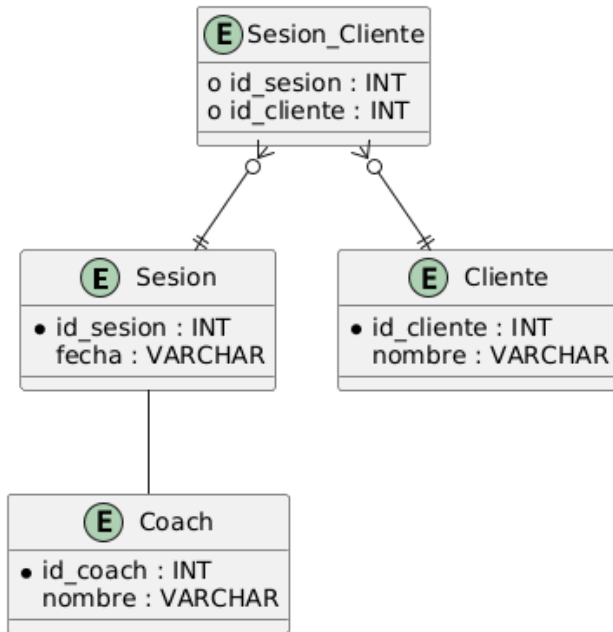 E Sesion_Cliente
o id_sesion : INT
o id_cliente : INT
E Sesion
id_sesion : INT
fecha : VARCHAR
E Cliente
id_cliente : INT
nombre : VARCHAR
E Coach
id_coach : INT
nombre : VARCHAR